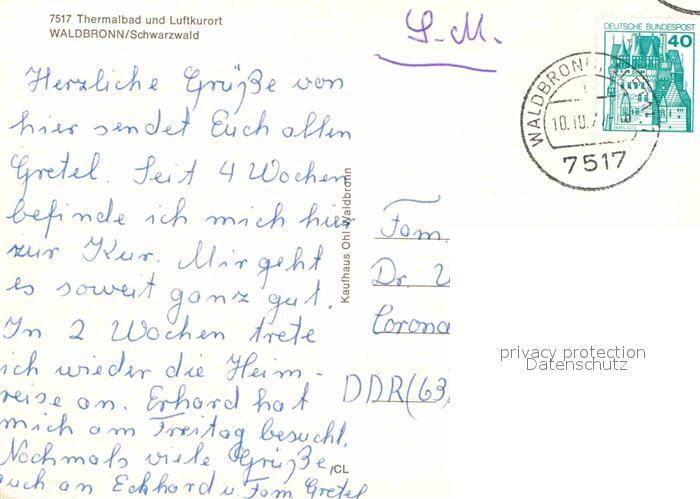 7517 Thermalbad und Luftkurort
WALDBRONN/Schwarzwald
Herzliche Grüße von
hier sendet Euch allen
Gretel. Seit 4 Wochen
befinde ich mich hier
zur Kur. Mir geht
es soweit ganz gut.
In 2 Wochen trete
ich wieder die Heim-
reise an. Erhard hat
mich am Freitag besucht.
Nochmals viele Grüße,
auch an Eckhard u. Fam Gretel
Kaufhaus Ohl Waldbronn
CL
S.-M.
DEUTSCHE BUNDESPOST
40
WALDBRONN
10.10.7
7517
Fam.
Dr.
Corona
DDR (63)
privacy protection
Datenschutz